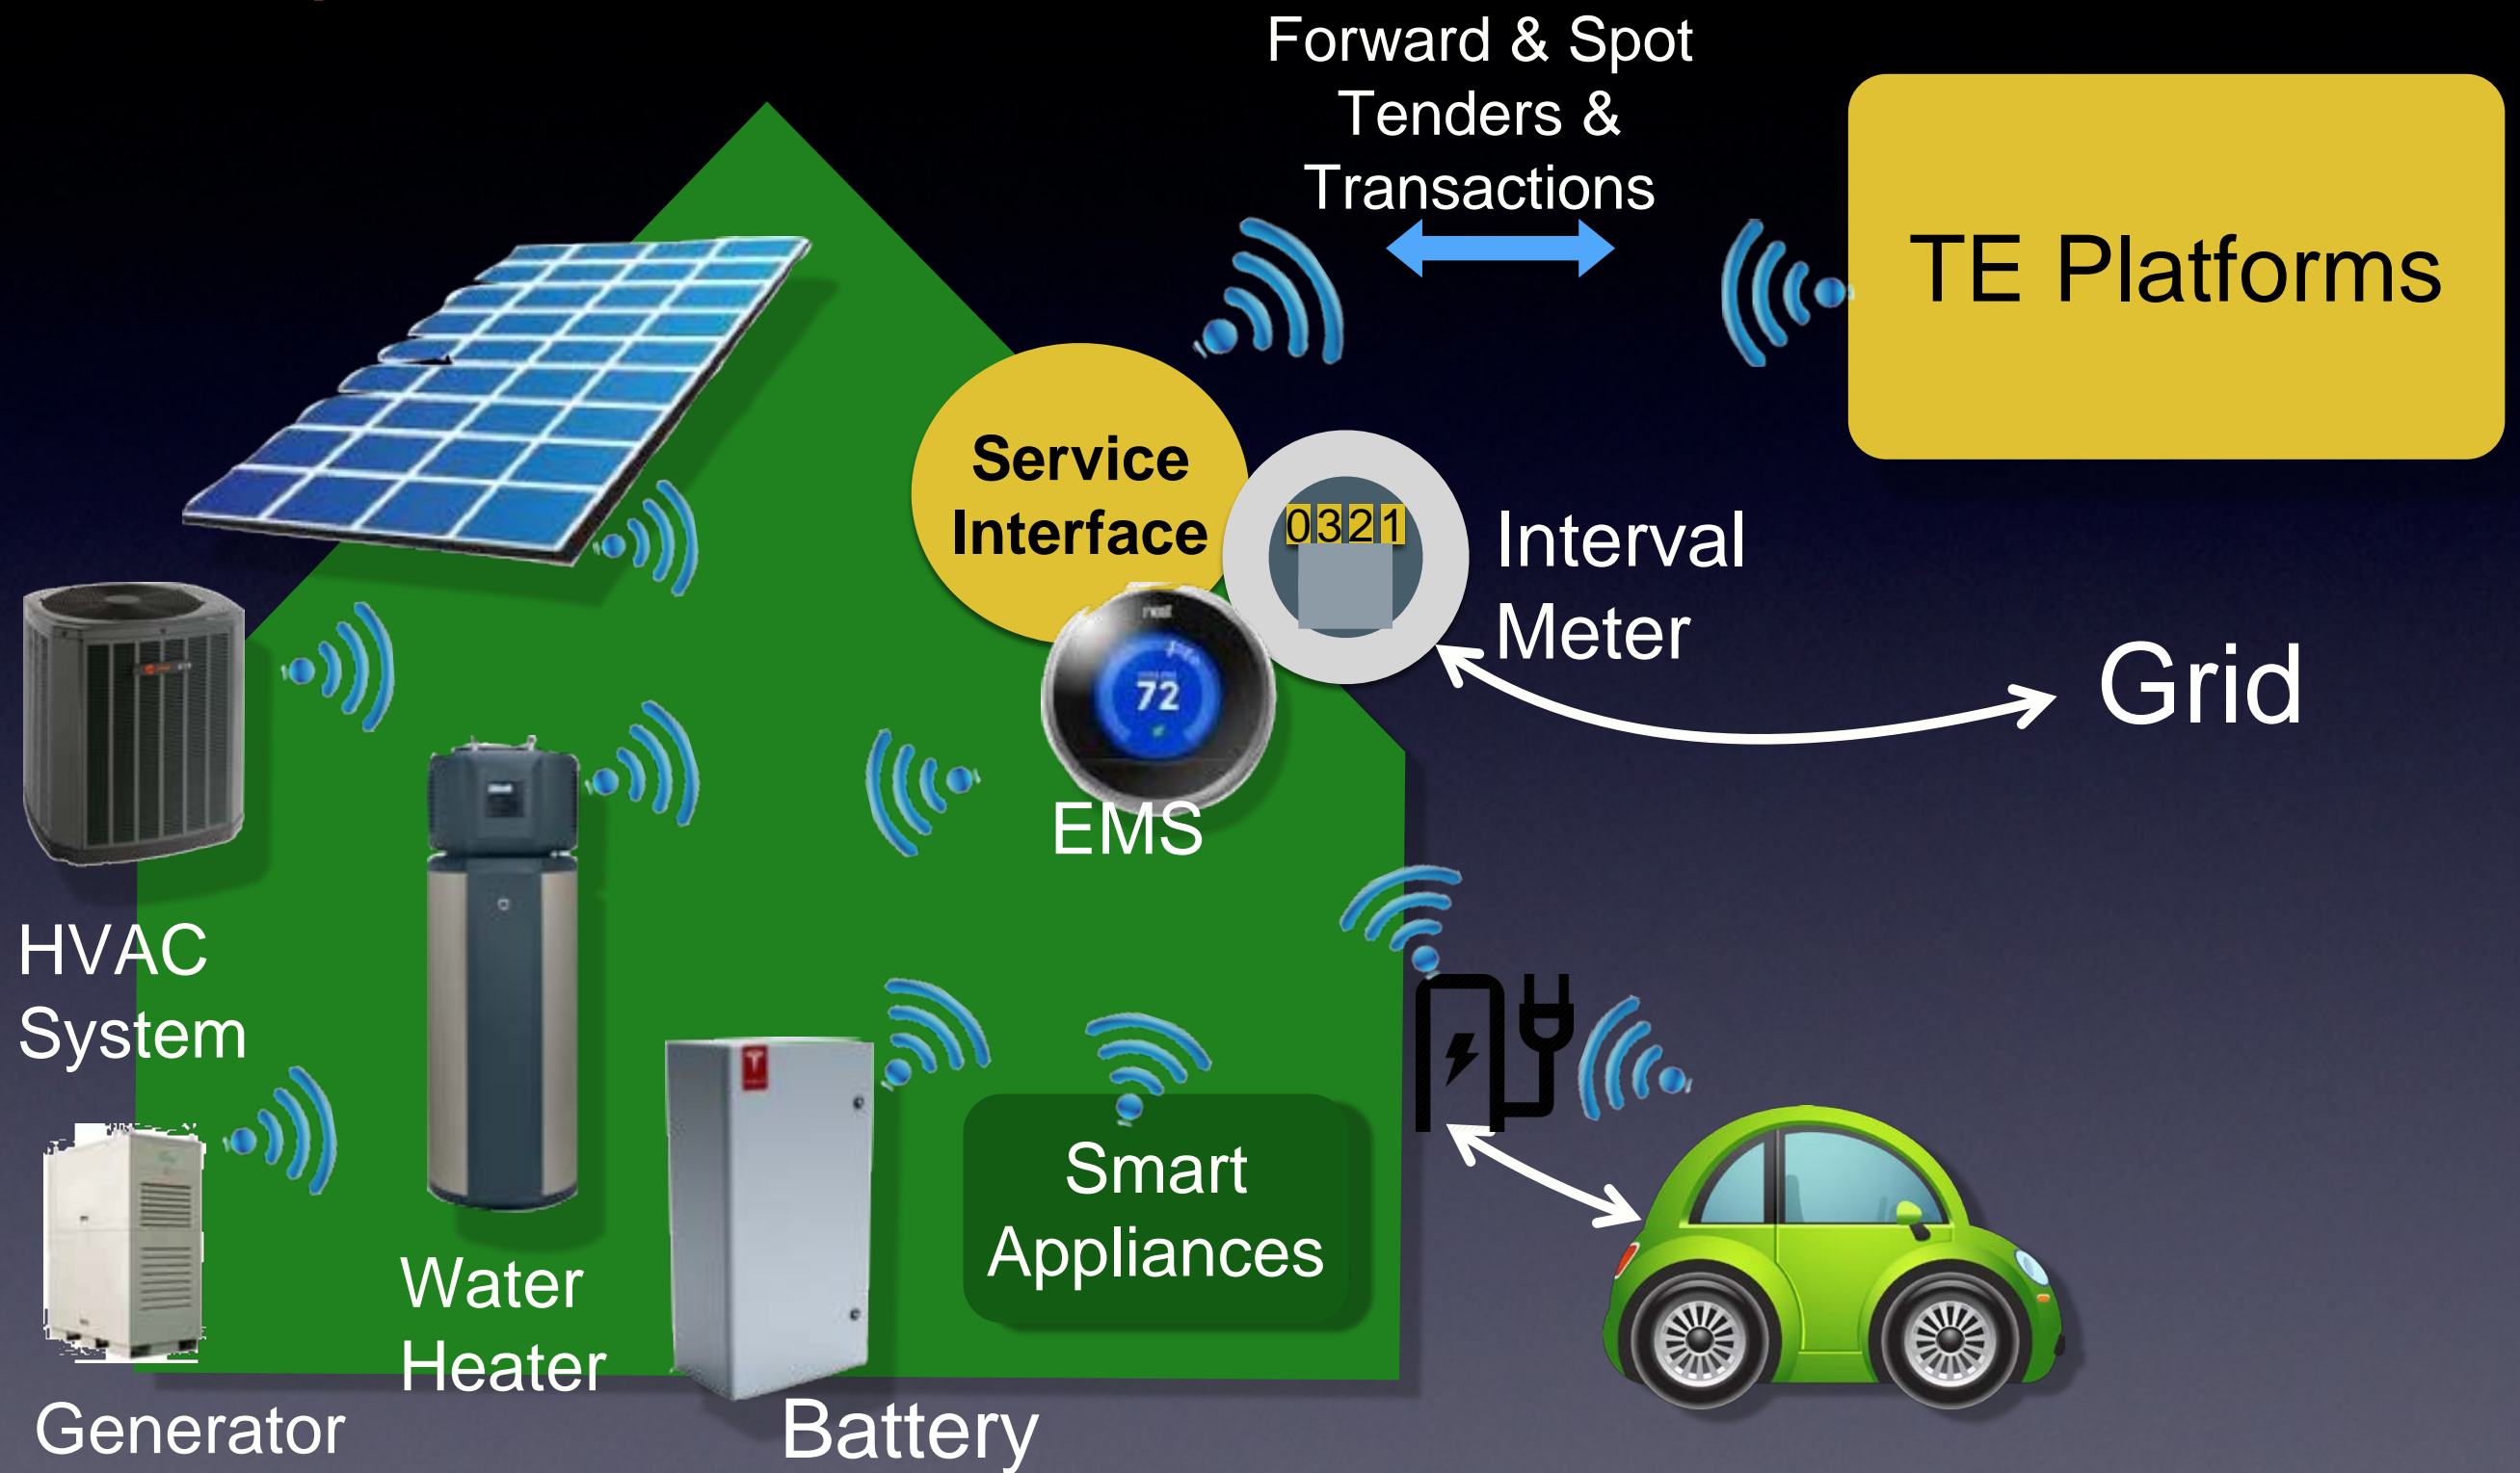 Forward & Spot
Tenders &
Transactions
TE Platforms
Service
Interface
0321
Interval
Meter
Grid
72
EMS
HVAC
System
Smart
Appliances
Water
Heater
Generator
Battery